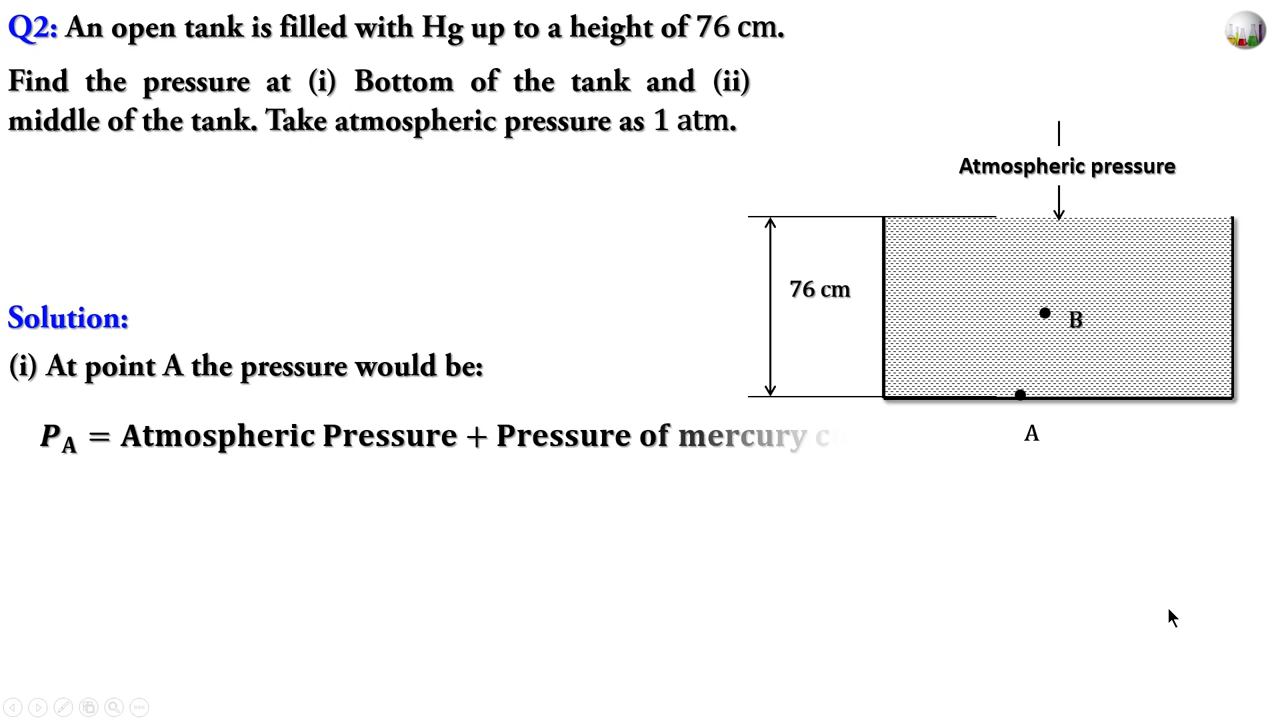 Q2: An open tank is filled with Hg up to a height of 76 cm.
Find the pressure at (i) Bottom of the tank and (ii)
middle of the tank. Take atmospheric pressure as 1 atm.
Atmospheric pressure
76 cm
B
A
Solution:
(i) At point A the pressure would be:
P_A = Atmospheric Pressure + Pressure of mercury